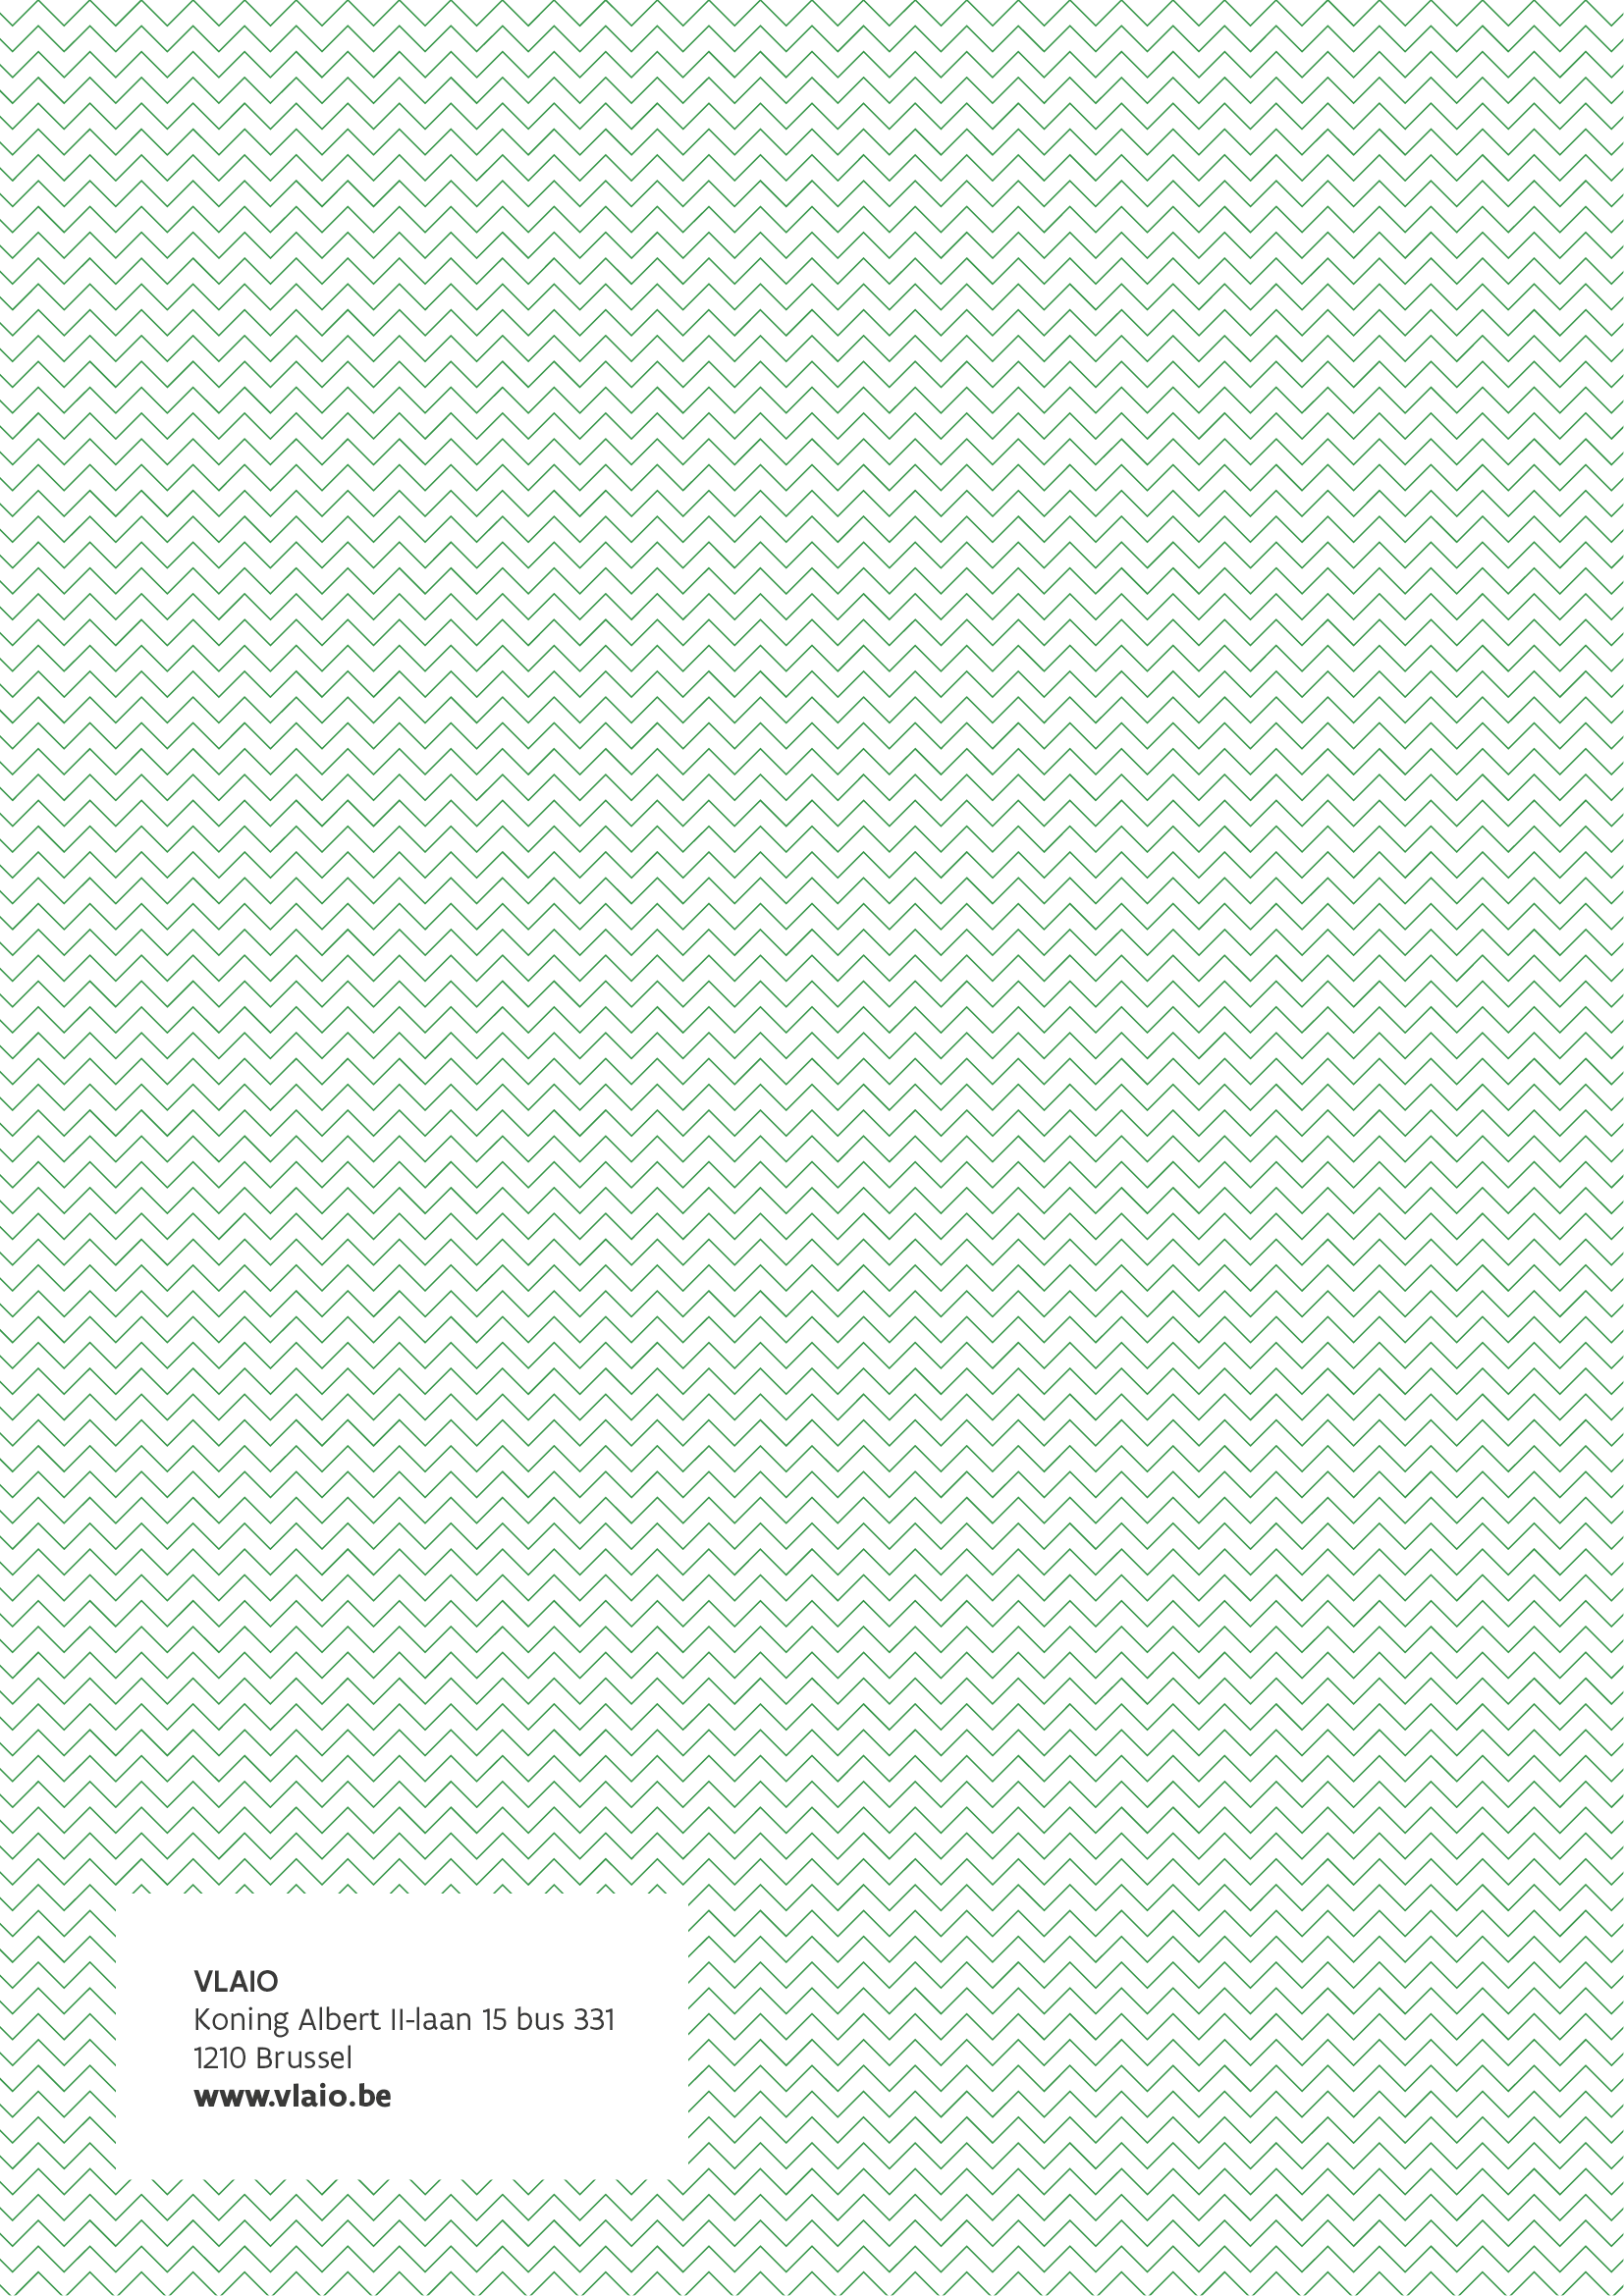 VLAIO
Koning Albert II-laan 15 bus 331
1210 Brussel
www.vlaio.be